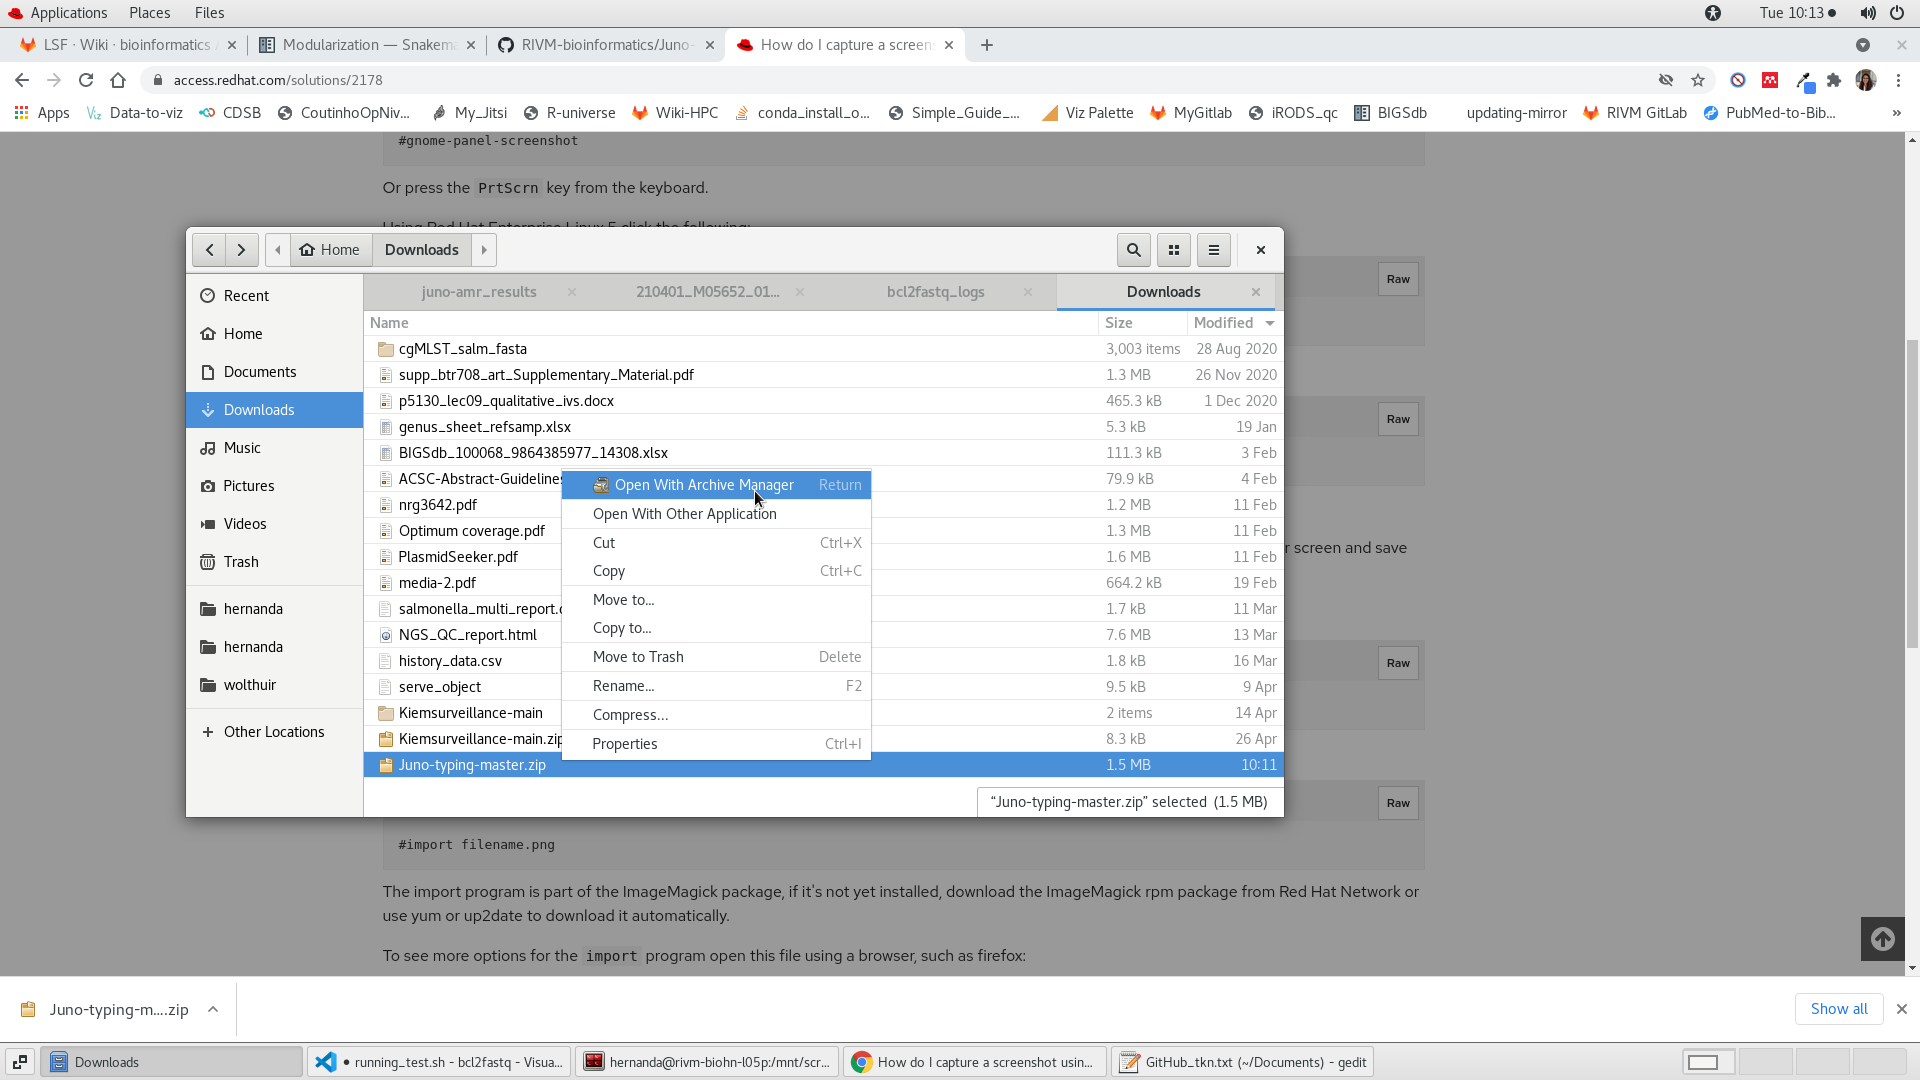 Applications Places Files Tue 10:13
LSF · Wiki · bioinformatics Modularization — Snakem RIVM-bioinformatics/Juno- How do I capture a screen
access.redhat.com/solutions/2178
Apps Data-to-viz CDSB CoutinhoOpNiv... My_Jitsi R-universe Wiki-HPC conda_install_o... Simple_Guide_... Viz Palette MyGitlab iRODS_qc BIGSdb updating-mirror RIVM GitLab PubMed-to-Bib... »
#gnome-panel-screenshot
Or press the PrtScrn key from the keyboard.
Using Red Hat Enterprise Linux 5 click the following:
Home Downloads
Raw
juno-amr_results 210401_M05652_01... bcl2fastq_logs Downloads
Recent
Home
Documents
Downloads
Music
Pictures
Videos
Trash
hernanda
hernanda
wolthuir
Other Locations
Name Size Modified
cgMLST_salm_fasta 3,003 items 28 Aug 2020
supp_btr708_art_Supplementary_Material.pdf 1.3 MB 26 Nov 2020
p5130_lec09_qualitative_ivs.docx 465.3 kB 1 Dec 2020
genus_sheet_refsamp.xlsx 5.3 kB 19 Jan
BIGSdb_100068_9864385977_14308.xlsx 111.3 kB 3 Feb
ACSC-Abstract-Guidelines 79.9 kB 4 Feb
nrg3642.pdf 1.2 MB 11 Feb
Optimum coverage.pdf 1.3 MB 11 Feb
PlasmidSeeker.pdf 1.6 MB 11 Feb
media-2.pdf 664.2 kB 19 Feb
salmonella_multi_report.c 1.7 kB 11 Mar
NGS_QC_report.html 7.6 MB 13 Mar
history_data.csv 1.8 kB 16 Mar
serve_object 9.5 kB 9 Apr
Kiemsurveillance-main 2 items 14 Apr
Kiemsurveillance-main.zip 8.3 kB 26 Apr
Juno-typing-master.zip 1.5 MB 10:11
Open With Archive Manager Return
Open With Other Application
Cut Ctrl+X
Copy Ctrl+C
Move to...
Copy to...
Move to Trash Delete
Rename... F2
Compress...
Properties Ctrl+I
"Juno-typing-master.zip" selected (1.5 MB)
Raw
r screen and save
Raw
Raw
#import filename.png
The import program is part of the ImageMagick package, if it's not yet installed, download the ImageMagick rpm package from Red Hat Network or
use yum or up2date to download it automatically.
To see more options for the import program open this file using a browser, such as firefox:
Juno-typing-m....zip Show all
Downloads • running_test.sh - bcl2fastq - Visua... hernanda@rivm-biohn-l05p:/mnt/scr... How do I capture a screenshot usin... GitHub_tkn.txt (~/Documents) - gedit